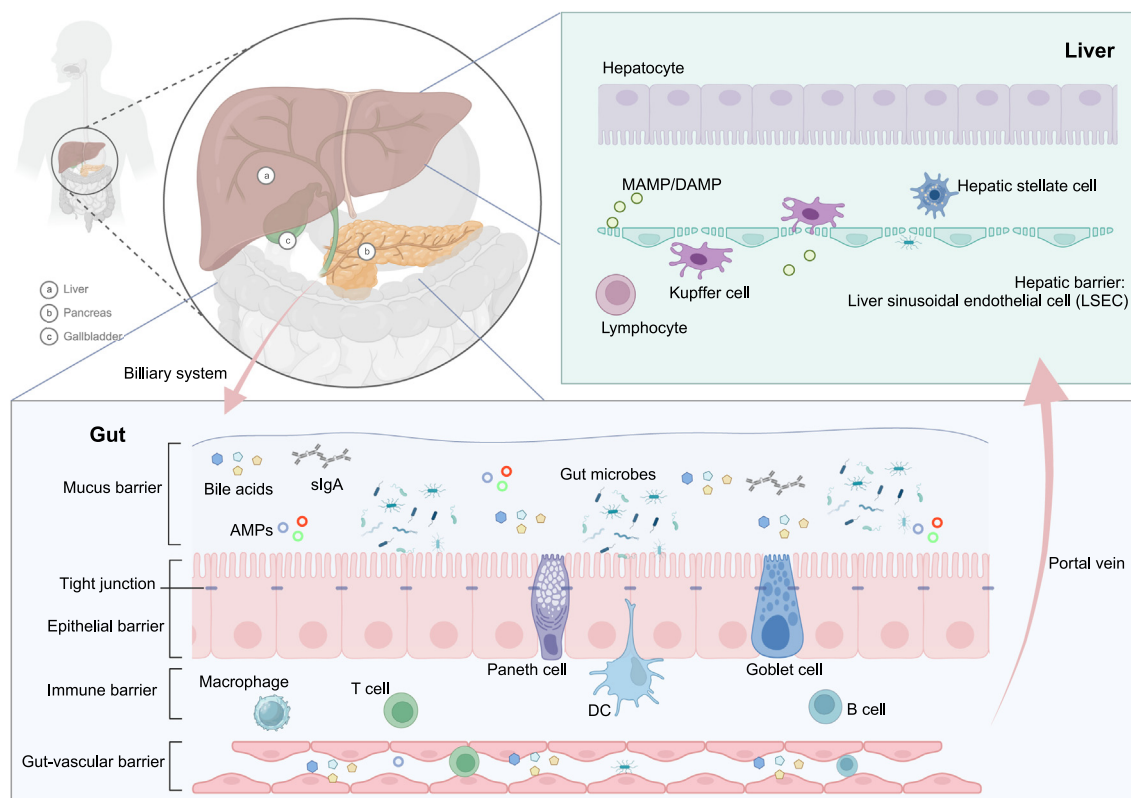 Liver
Hepatocyte
MAMP/DAMP
Hepatic stellate cell
Kupffer cell
Hepatic barrier:
Liver sinusoidal endothelial cell (LSEC)
Lymphocyte
a
c
b
a Liver
b Pancreas
c Gallbladder
Billiary system
Portal vein
Gut
Mucus barrier
Bile acids
sIgA
Gut microbes
AMPs
Tight junction
Epithelial barrier
Paneth cell
Goblet cell
Immune barrier
Macrophage
T cell
DC
B cell
Gut-vascular barrier